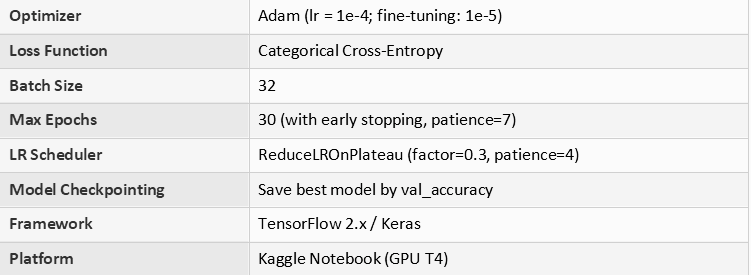 Optimizer Adam (lr = 1e-4; fine-tuning: 1e-5)
Loss Function Categorical Cross-Entropy
Batch Size 32
Max Epochs 30 (with early stopping, patience=7)
LR Scheduler ReduceLROnPlateau (factor=0.3, patience=4)
Model Checkpointing Save best model by val_accuracy
Framework TensorFlow 2.x / Keras
Platform Kaggle Notebook (GPU T4)